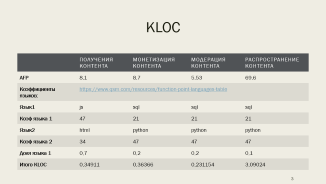 KLOC
ПОЛУЧЕНИЯ КОНТЕНТА МОНЕТИЗАЦИЯ КОНТЕНТА МОДЕРАЦИЯ КОНТЕНТА РАСПРОСТРАНЕНИЕ КОНТЕНТА
AFP 8,1 8,7 5,53 69,6
Коэффициенты языков: https://www.qsm.com/resources/function-point-languages-table
Язык1 js sql sql sql
Коэф языка 1 47 21 21 21
Язык2 html python python python
Коэф языка 2 34 47 47 47
Доля языка 1 0.7 0.2 0.2 0.1
Итого KLOC 0,34911 0,36366 0,231154 3,09024